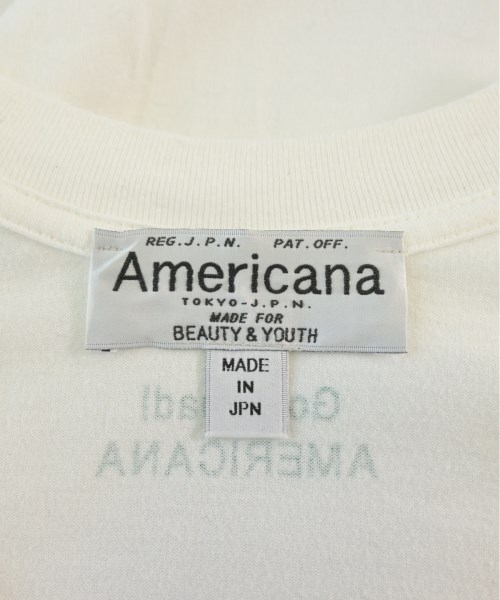 REG.J.P.N. PAT.OFF.
Americana
TOKYO-J.P.N.
MADE FOR
BEAUTY & YOUTH
MADE
IN
JPN
AMERICANA